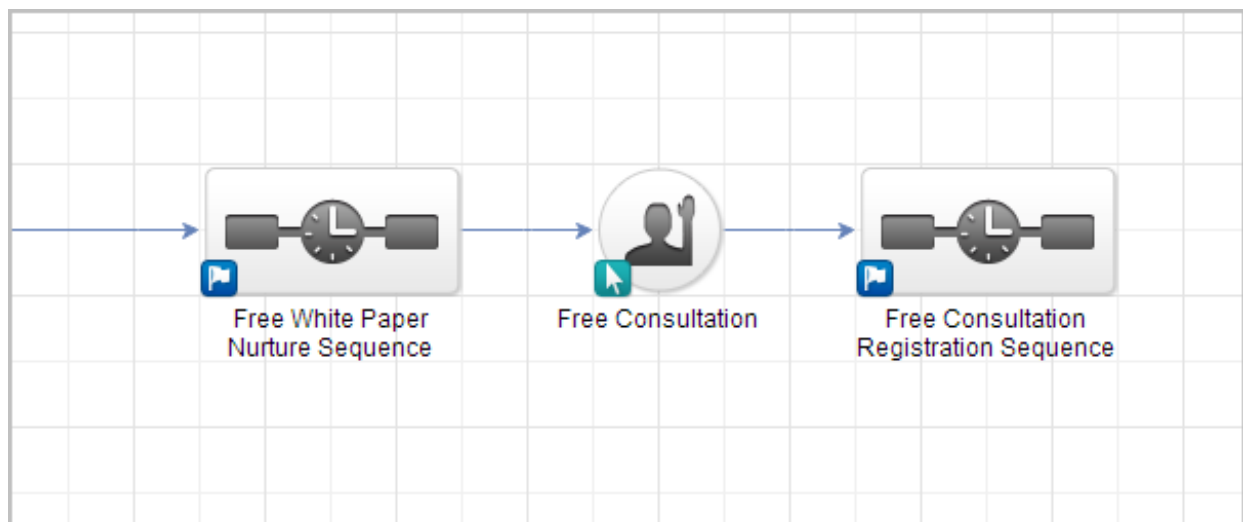 Free White Paper
Nurture Sequence
Free Consultation
Free Consultation
Registration Sequence